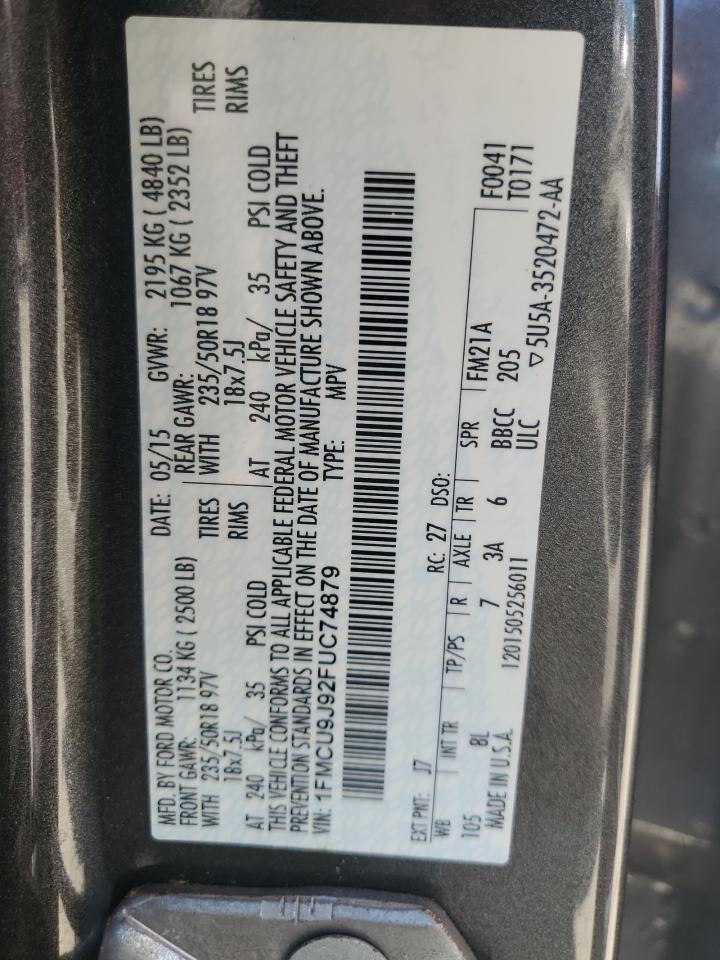 MFD. BY FORD MOTOR CO. DATE: 05/15 GVWR: 2195 KG ( 4840 LB)
FRONT GAWR: 1134 KG ( 2500 LB) REAR GAWR: 1067 KG ( 2352 LB)
WITH 235/50R18 97V TIRES WITH 235/50R18 97V TIRES
18x7.5J RIMS 18x7.5J RIMS
AT 240 kPa/ 35 PSI COLD AT 240 kPa/ 35 PSI COLD
THIS VEHICLE CONFORMS TO ALL APPLICABLE FEDERAL MOTOR VEHICLE SAFETY AND THEFT
PREVENTION STANDARDS IN EFFECT ON THE DATE OF MANUFACTURE SHOWN ABOVE.
VIN: 1FMCU9J92FUC74879 TYPE: MPV
EXT PNT: J7 RC: 27 DSO:
WB INT TR TP/PS R AXLE TR SPR FM21A F0041
105 8L 7 3A 6 BBCC 205 T0171
MADE IN U.S.A. 1201505256011 ULC ▽5U5A-3520472-AA